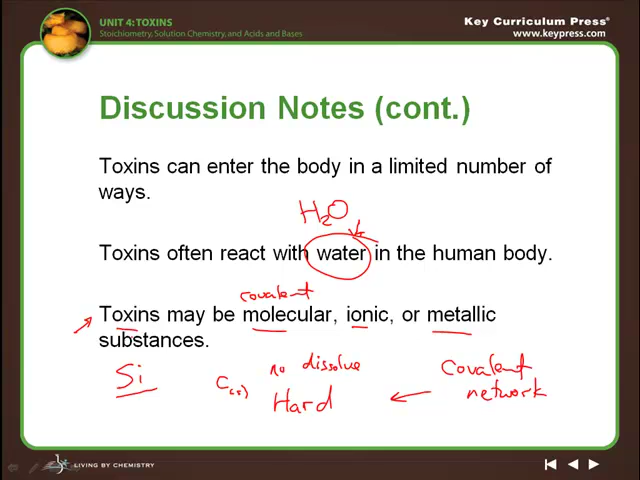 UNIT 4: TOXINS
Stoichiometry, Solution Chemistry, and Acids and Bases
Key Curriculum Press®
www.keypress.com
Discussion Notes (cont.)
Toxins can enter the body in a limited number of
ways.
H2O
Toxins often react with water in the human body.
covalent
Toxins may be molecular, ionic, or metallic
substances.
Si
C(s)
no dissolve
Hard
Covalent
network
LIVING BY CHEMISTRY